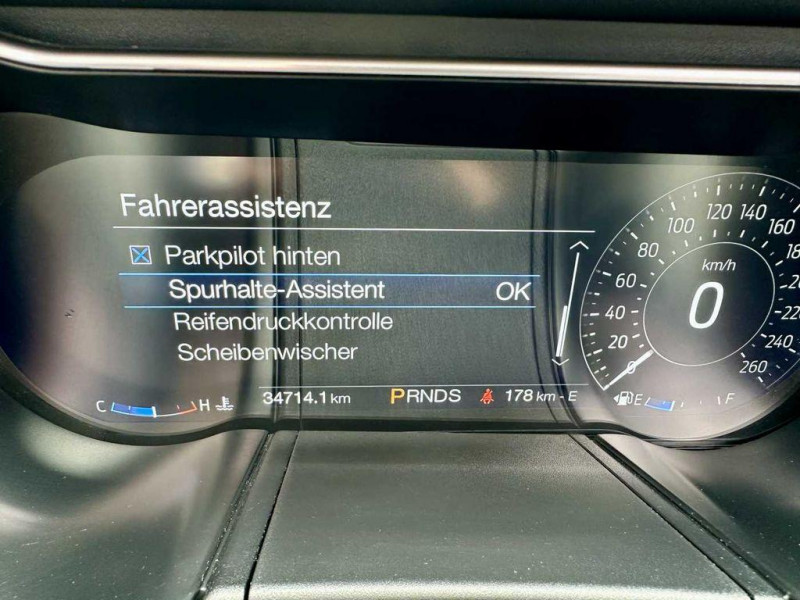 Fahrerassistenz
Parkpilot hinten
Spurhalte-Assistent OK
Reifendruckkontrolle
Scheibenwischer
C H
34714.1 km PRNDS 178 km - E
E F
km/h
0
0 20 40 60 80 100 120 140 160 240 260